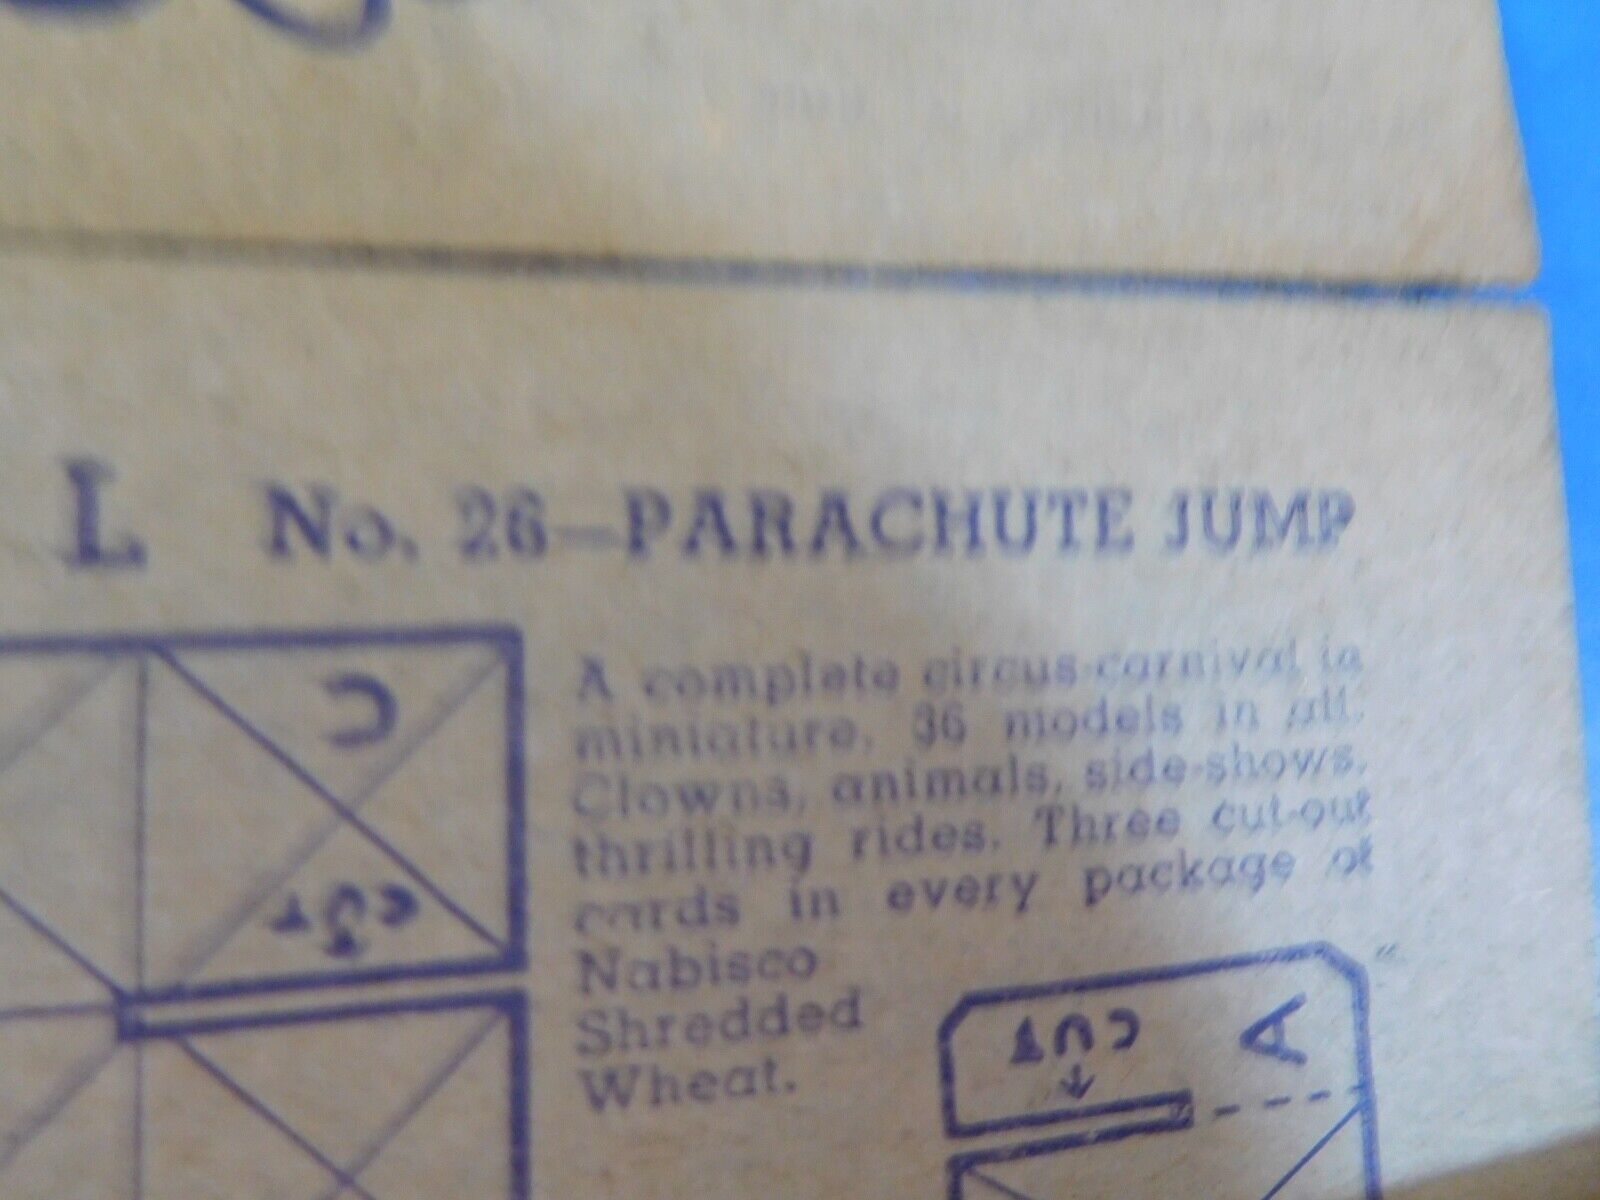 L No. 26—PARACHUTE JUMP
A complete circus-carnival in
miniature. 36 models in all.
Clowns, animals, side-shows,
thrilling rides. Three cut-out
cards in every package of
Nabisco
Shredded
Wheat.
C
CUT
CUT
A